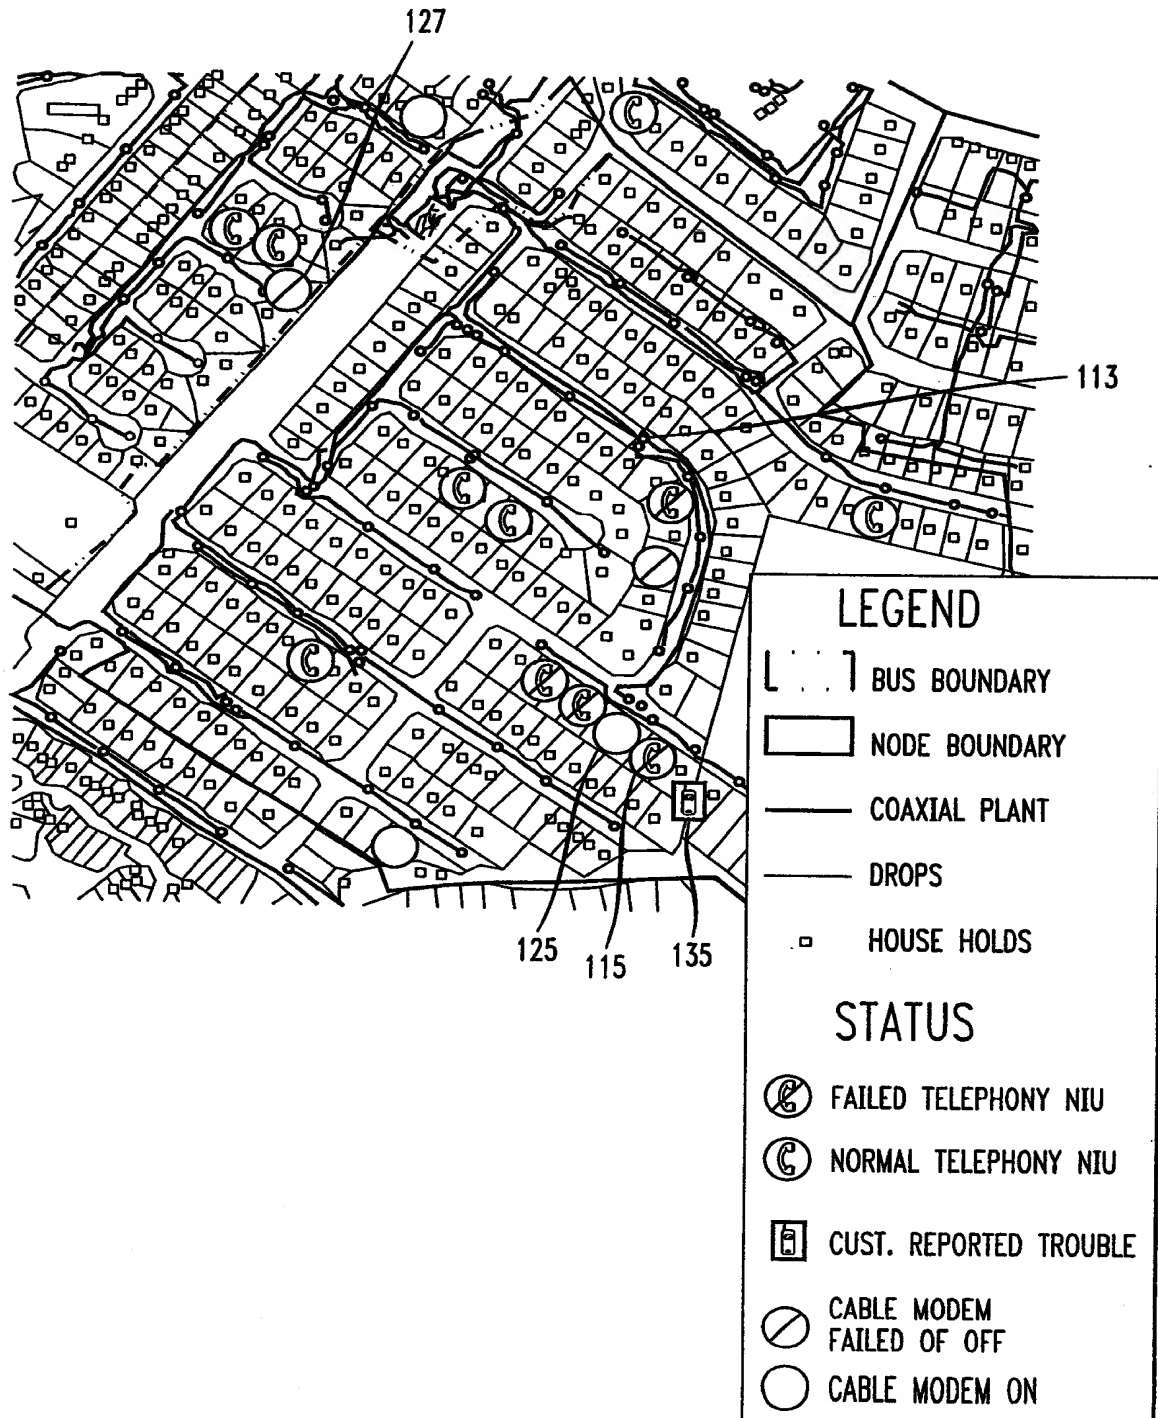 127
113
125
115
135
LEGEND
BUS BOUNDARY
NODE BOUNDARY
COAXIAL PLANT
DROPS
HOUSE HOLDS
STATUS
FAILED TELEPHONY NIU
NORMAL TELEPHONY NIU
CUST. REPORTED TROUBLE
CABLE MODEM
FAILED OF OFF
CABLE MODEM ON